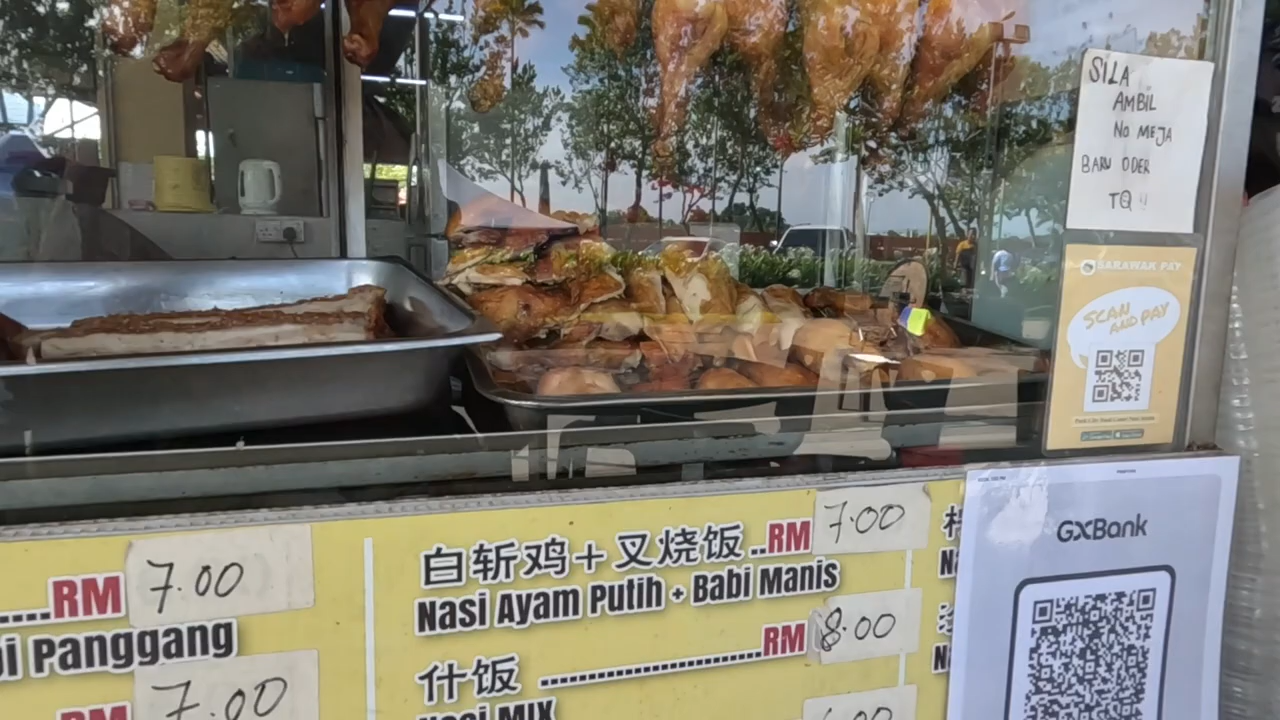 SILA
AMBIL
NO MEJA
BARU ODER
TQ !!
SARAWAK PAY
SCAN
AND PAY
GXBank
.....RM 7.00
Panggang
RM 7.00
白斩鸡+叉烧饭..RM 7.00
Nasi Ayam Putih + Babi Manis
什饭 ........................RM 8.00
Nasi MIX